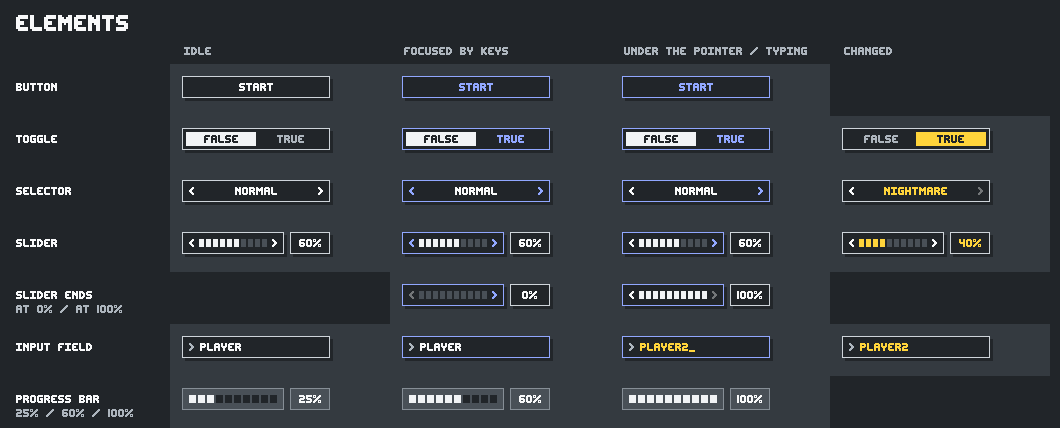 ELEMENTS
IDLE FOCUSED BY KEYS UNDER THE POINTER / TYPING CHANGED
BUTTON START START START
TOGGLE FALSE TRUE FALSE TRUE FALSE TRUE FALSE TRUE
SELECTOR < NORMAL > < NORMAL > < NORMAL > < NIGHTMARE >
SLIDER < > 60% < > 60% < > 60% < > 40%
SLIDER ENDS < > 0% < > 100%
AT 0% / AT 100%
INPUT FIELD > PLAYER > PLAYER > PLAYER2_ > PLAYER2
PROGRESS BAR 25% 60% 100%
25% / 60% / 100%